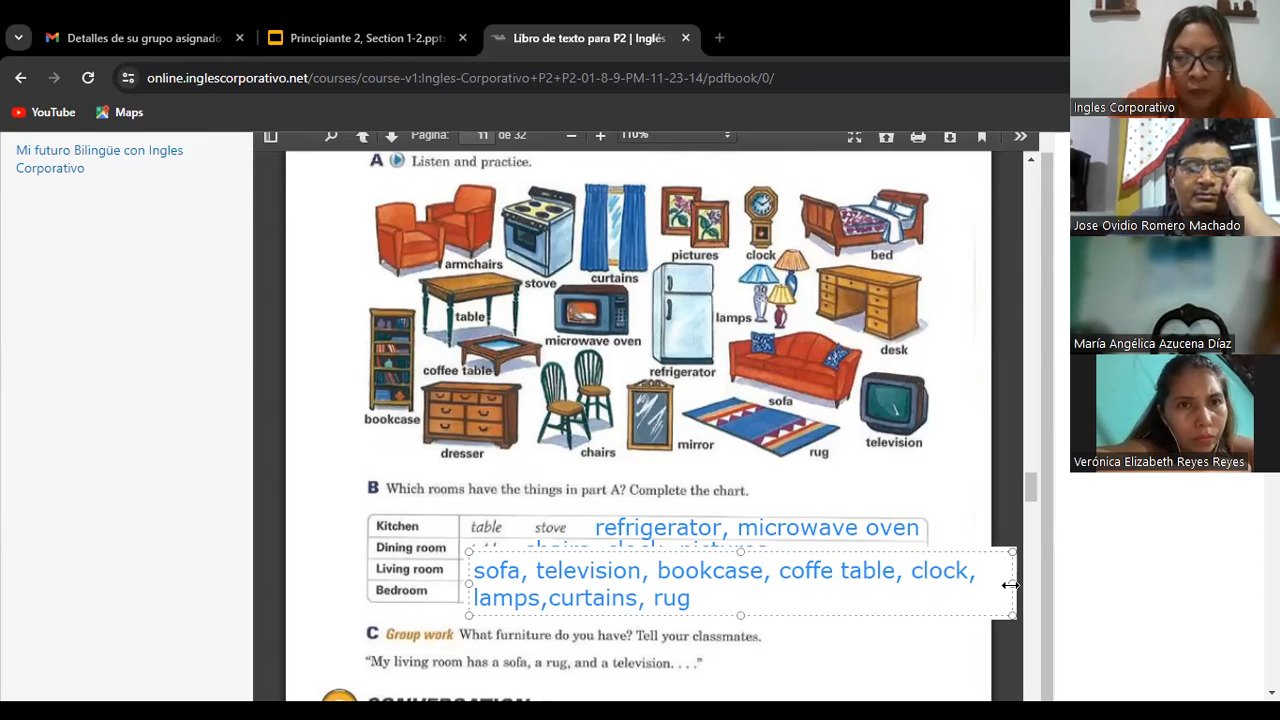 Detalles de su grupo asignado
Principiante 2, Section 1-2.ppt
Libro de texto para P2 | Inglés
online.inglescorporativo.net/courses/course-v1:Ingles-Corporativo+P2+P2-01-8-9-PM-11-23-14/pdfbook/0/
YouTube
Maps
Mi futuro Bilingüe con Ingles
Corporativo
Página: 11 de 32
110%
A Listen and practice.
armchairs
stove
curtains
pictures
clock
bed
table
microwave oven
refrigerator
lamps
desk
bookcase
coffee table
sofa
dresser
chairs
mirror
rug
television
B Which rooms have the things in part A? Complete the chart.
Kitchen table stove refrigerator, microwave oven
Dining room chairs, clock, pictures
Living room sofa, television, bookcase, coffe table, clock,
lamps,curtains, rug
Bedroom
C Group work What furniture do you have? Tell your classmates.
“My living room has a sofa, a rug, and a television. . . .”
CONVERSATION
Ingles Corporativo
Jose Ovidio Romero Machado
María Angélica Azucena Díaz
Verónica Elizabeth Reyes Reyes